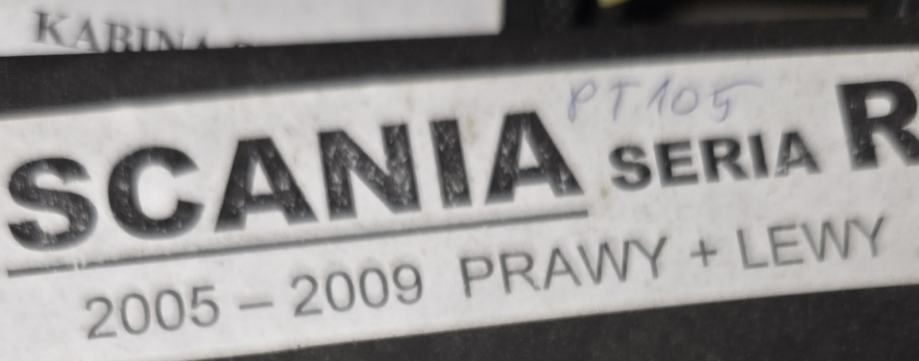 KABINA
PT105
SCANIA SERIA R
2005 – 2009 PRAWY + LEWY